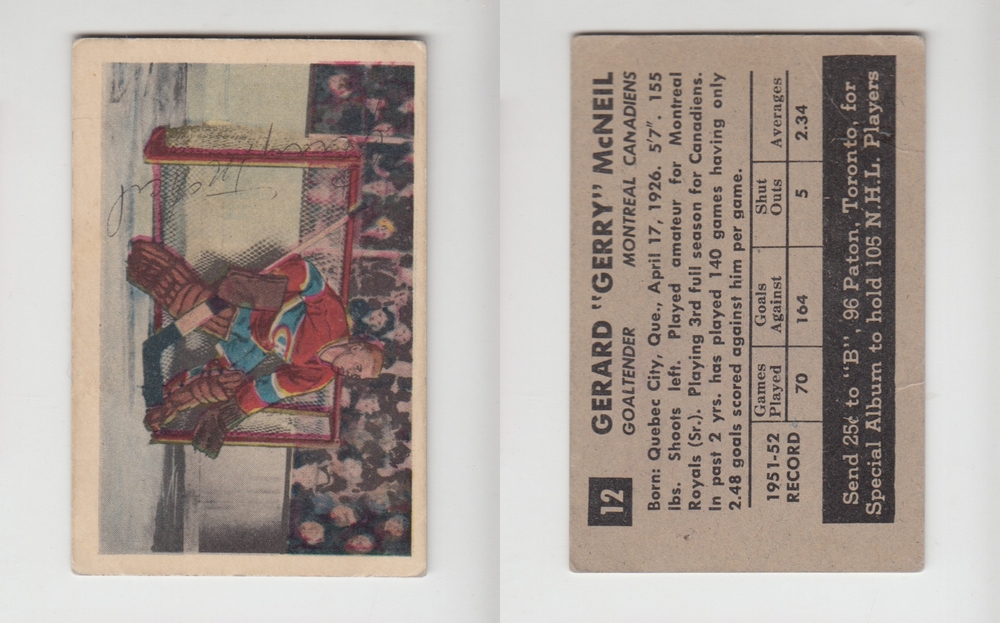 Gerry
McNeil
12
GERARD "GERRY" McNEIL
GOALTENDER MONTREAL CANADIENS
Born: Quebec City, Que., April 17, 1926. 5'7". 155
lbs. Shoots left. Played amateur for Montreal
Royals (Sr.). Playing 3rd full season for Canadiens.
In past 2 yrs. has played 140 games having only
2.48 goals scored against him per game.
1951-52 RECORD
Games Played Goals Against Shut Outs Averages
70 164 5 2.34
Send 25¢ to "B", 96 Paton, Toronto, for
Special Album to hold 105 N.H.L. Players